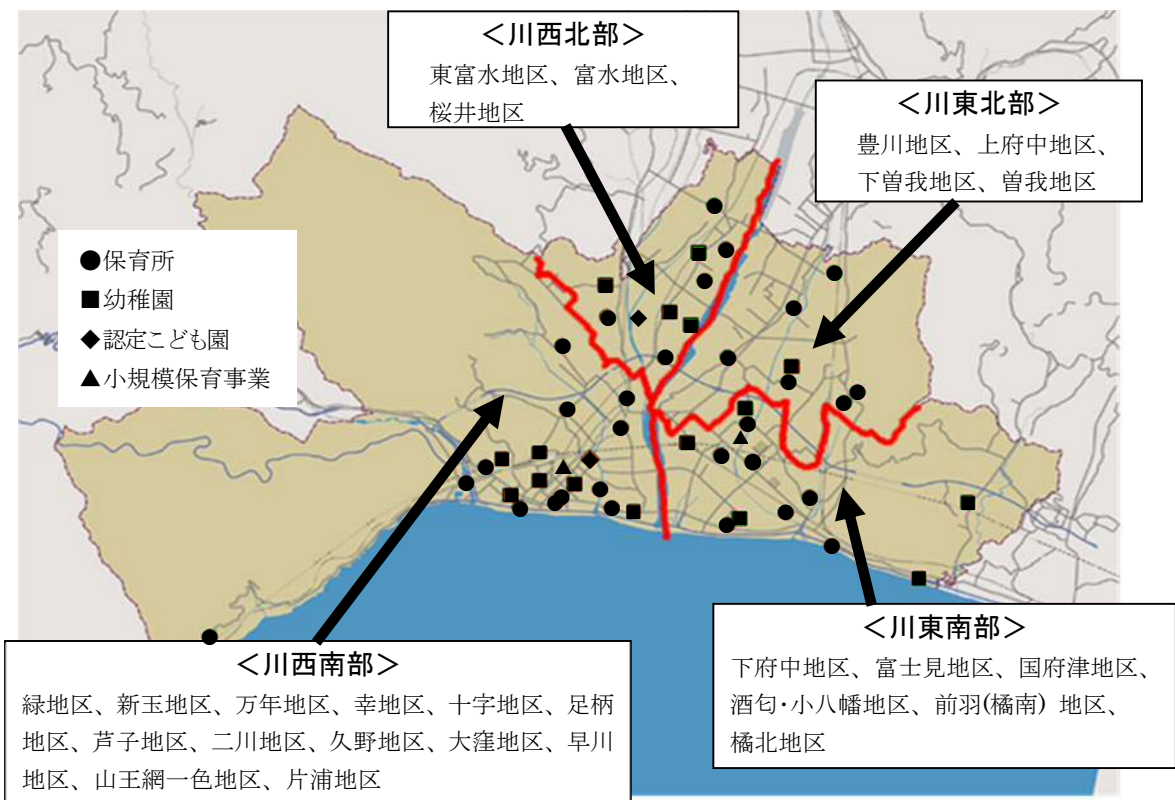 ＜川西北部＞
東富水地区、富水地区、
桜井地区
＜川東北部＞
豊川地区、上府中地区、
下曽我地区、曽我地区
●保育所
■幼稚園
◆認定こども園
▲小規模保育事業
＜川西南部＞
緑地区、新玉地区、万年地区、幸地区、十字地区、足柄
地区、芦子地区、二川地区、久野地区、大窪地区、早川
地区、山王網一色地区、片浦地区
＜川東南部＞
下府中地区、富士見地区、国府津地区、
酒匂・小八幡地区、前羽(橘南) 地区、
橘北地区